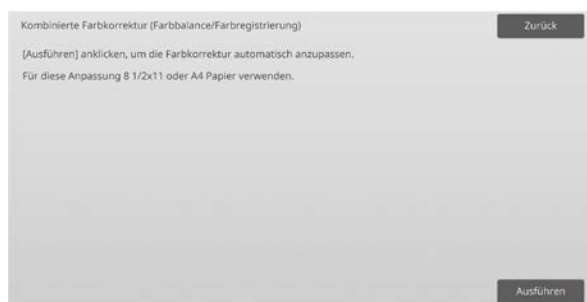 Kombinierte Farbkorrektur (Farbbalance/Farbregistrierung)
Zurück
[Ausführen] anklicken, um die Farbkorrektur automatisch anzupassen.
Für diese Anpassung 8 1/2x11 oder A4 Papier verwenden.
Ausführen